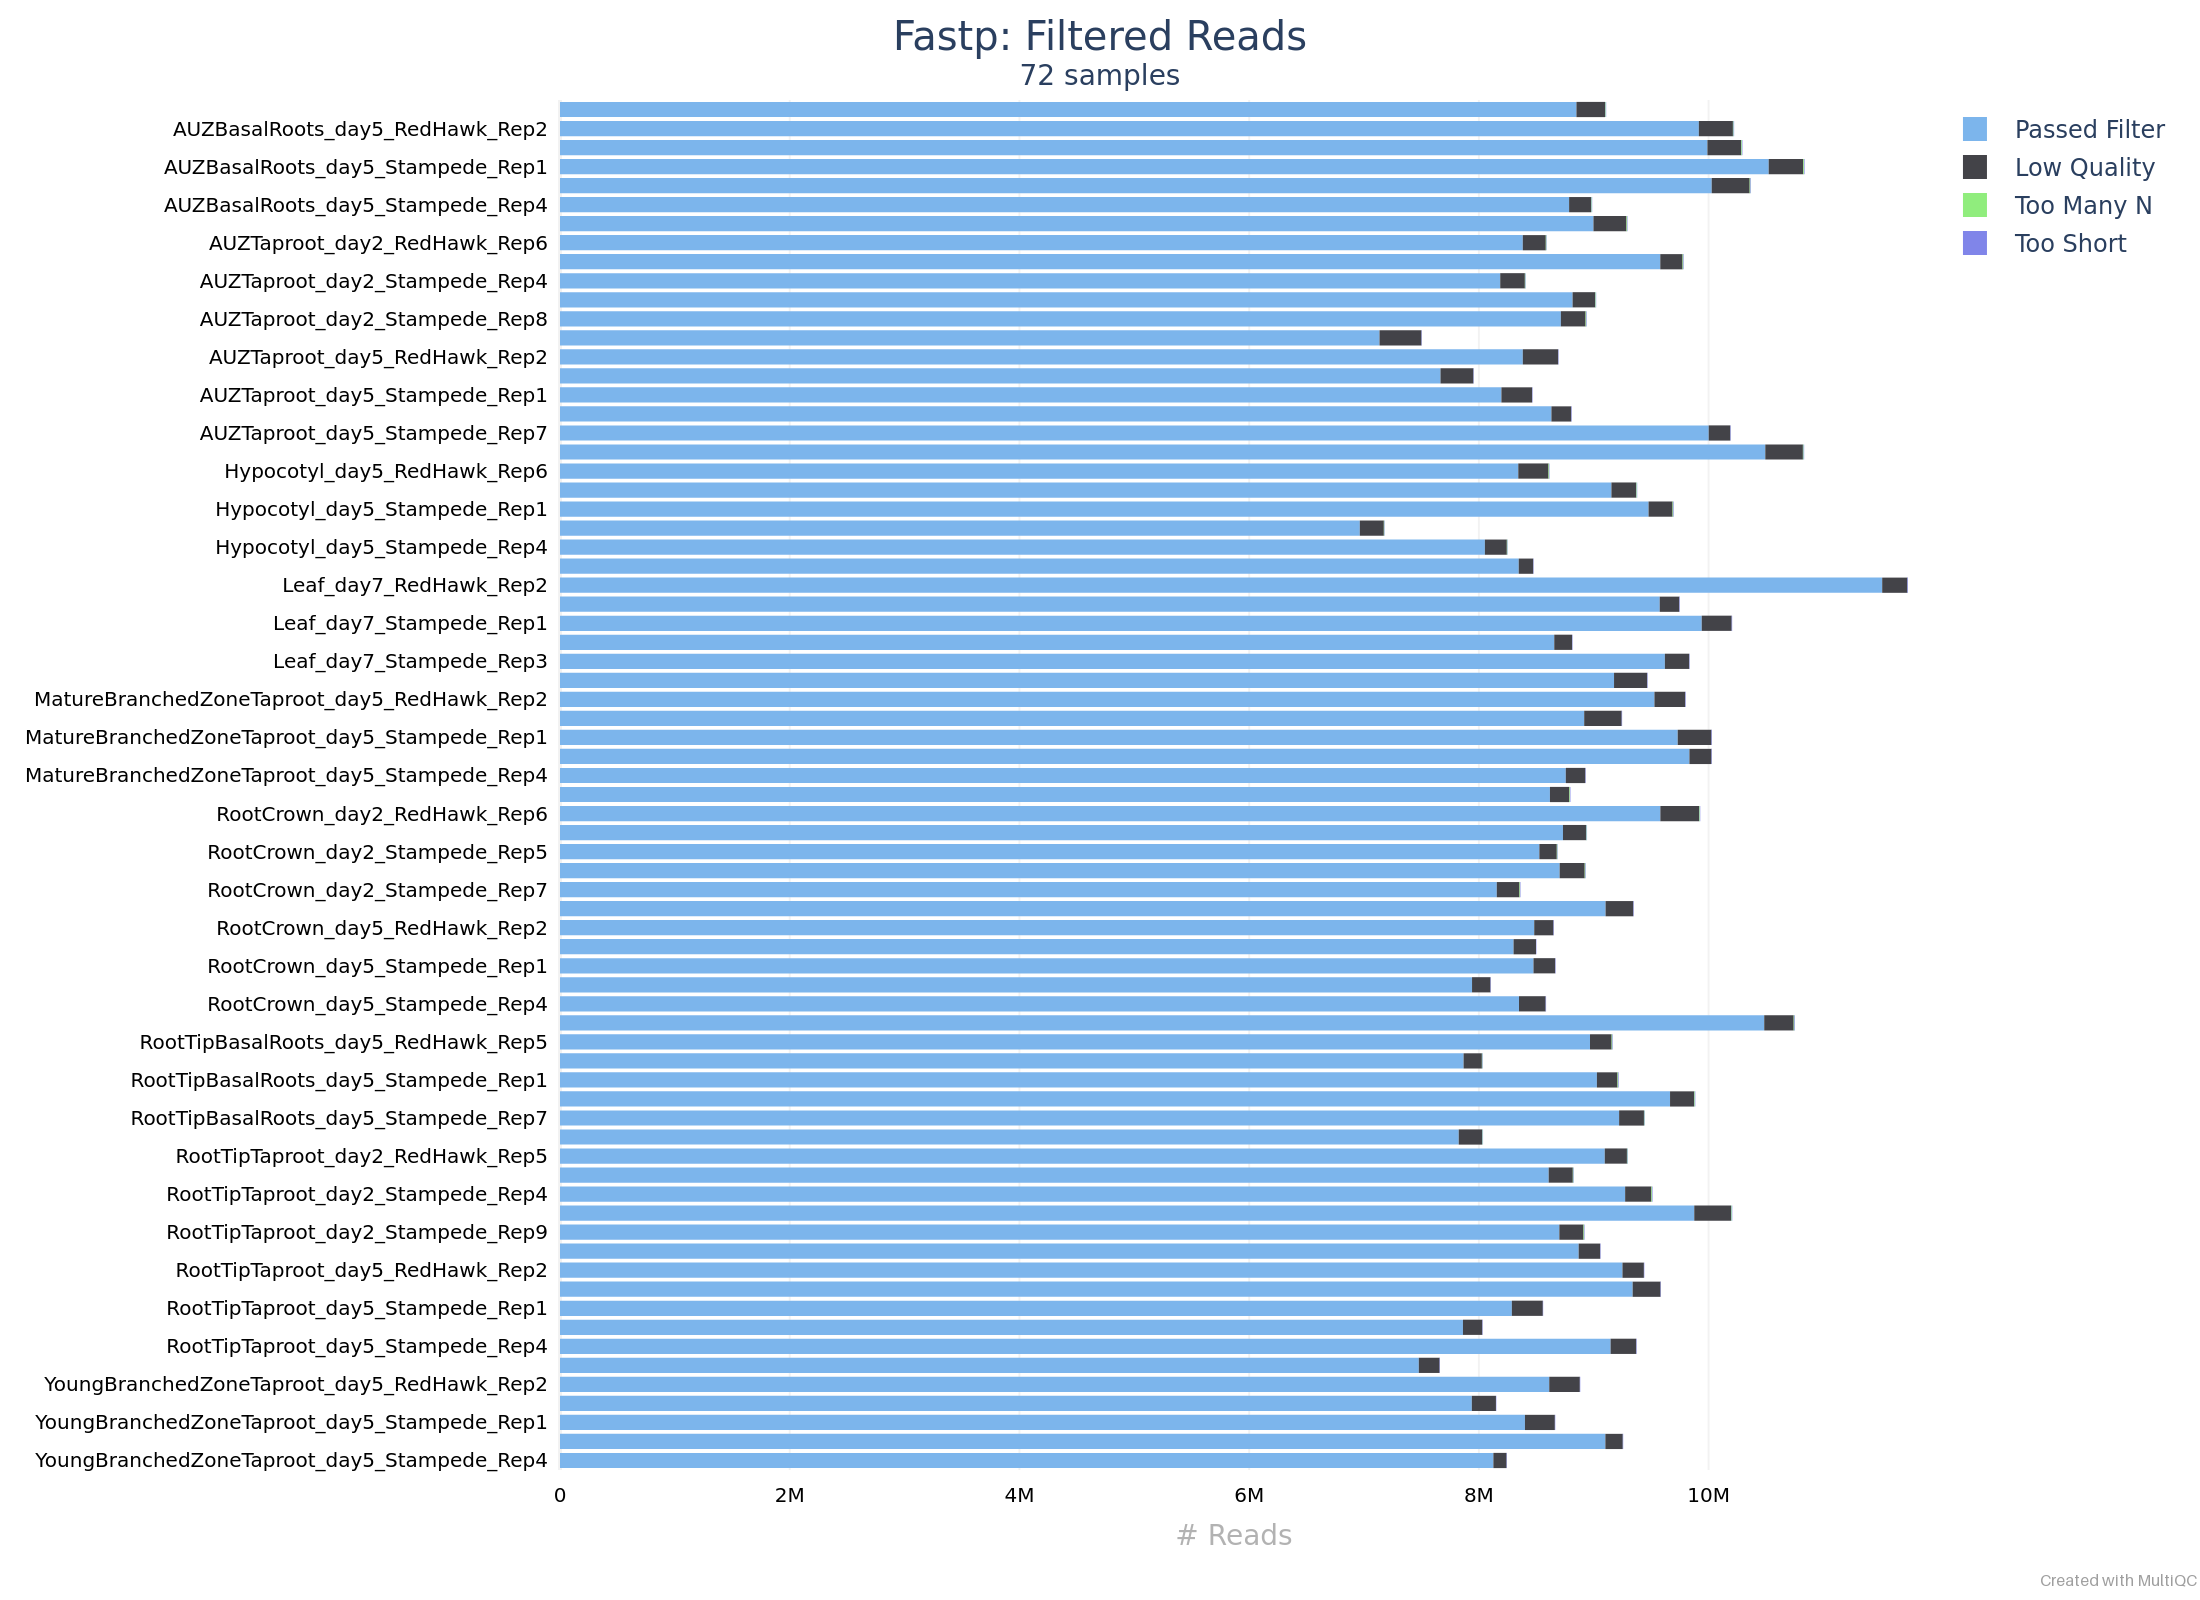 Fastp: Filtered Reads
72 samples
AUZBasalRoots_day5_RedHawk_Rep2
AUZBasalRoots_day5_Stampede_Rep1
AUZBasalRoots_day5_Stampede_Rep4
AUZTaproot_day2_RedHawk_Rep6
AUZTaproot_day2_Stampede_Rep4
AUZTaproot_day2_Stampede_Rep8
AUZTaproot_day5_RedHawk_Rep2
AUZTaproot_day5_Stampede_Rep1
AUZTaproot_day5_Stampede_Rep7
Hypocotyl_day5_RedHawk_Rep6
Hypocotyl_day5_Stampede_Rep1
Hypocotyl_day5_Stampede_Rep4
Leaf_day7_RedHawk_Rep2
Leaf_day7_Stampede_Rep1
Leaf_day7_Stampede_Rep3
MatureBranchedZoneTaproot_day5_RedHawk_Rep2
MatureBranchedZoneTaproot_day5_Stampede_Rep1
MatureBranchedZoneTaproot_day5_Stampede_Rep4
RootCrown_day2_RedHawk_Rep6
RootCrown_day2_Stampede_Rep5
RootCrown_day2_Stampede_Rep7
RootCrown_day5_RedHawk_Rep2
RootCrown_day5_Stampede_Rep1
RootCrown_day5_Stampede_Rep4
RootTipBasalRoots_day5_RedHawk_Rep5
RootTipBasalRoots_day5_Stampede_Rep1
RootTipBasalRoots_day5_Stampede_Rep7
RootTipTaproot_day2_RedHawk_Rep5
RootTipTaproot_day2_Stampede_Rep4
RootTipTaproot_day2_Stampede_Rep9
RootTipTaproot_day5_RedHawk_Rep2
RootTipTaproot_day5_Stampede_Rep1
RootTipTaproot_day5_Stampede_Rep4
YoungBranchedZoneTaproot_day5_RedHawk_Rep2
YoungBranchedZoneTaproot_day5_Stampede_Rep1
YoungBranchedZoneTaproot_day5_Stampede_Rep4
0 2M 4M 6M 8M 10M
# Reads
Passed Filter
Low Quality
Too Many N
Too Short
Created with MultiQC